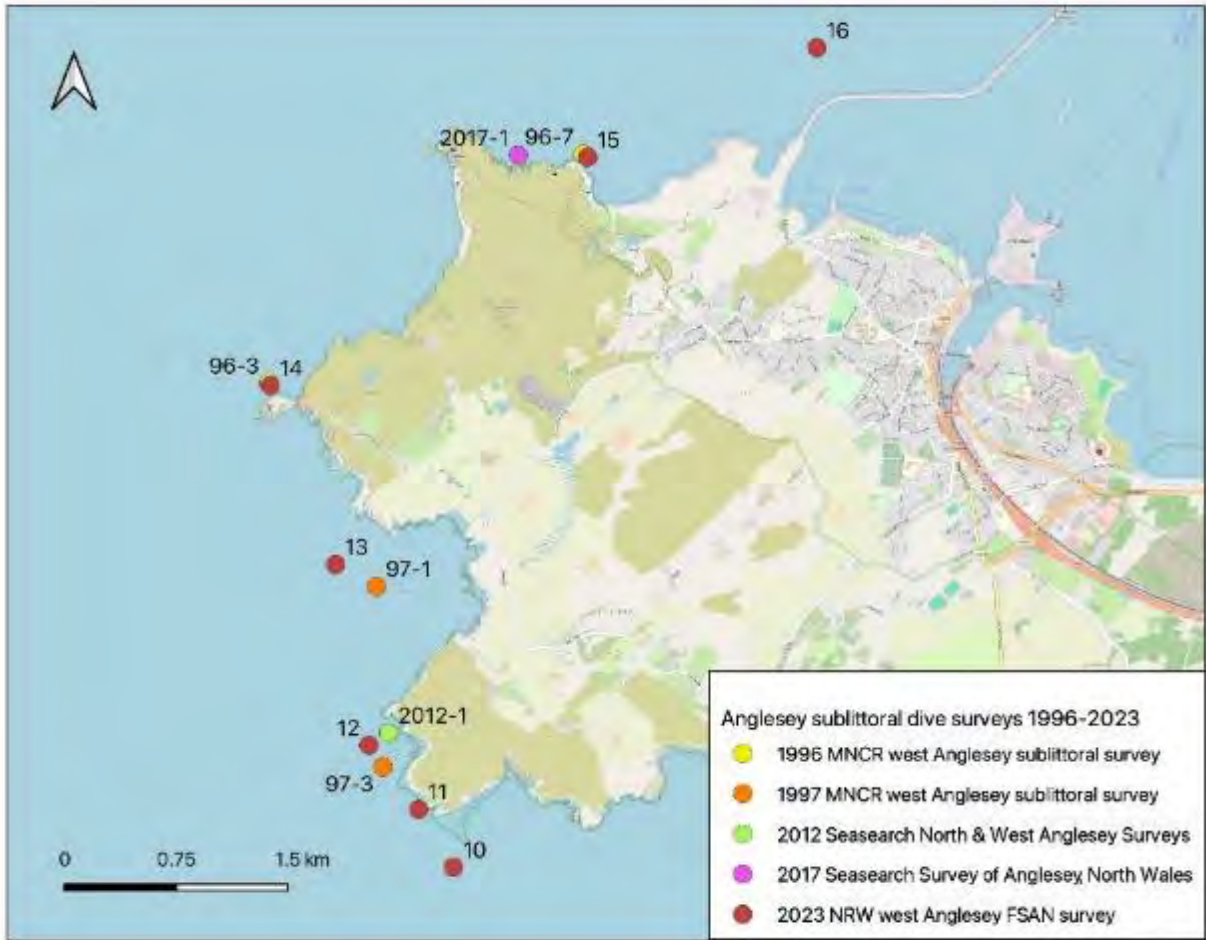 16
2017-1 96-7 15
96-3 14
13
97-1
2012-1
12
97-3
11
10
0 0.75 1.5 km
Anglesey sublittoral dive surveys 1996-2023
1996 MNCR west Anglesey sublittoral survey
1997 MNCR west Anglesey sublittoral survey
2012 Seasearch North & West Anglesey Surveys
2017 Seasearch Survey of Anglesey, North Wales
2023 NRW west Anglesey FSAN survey